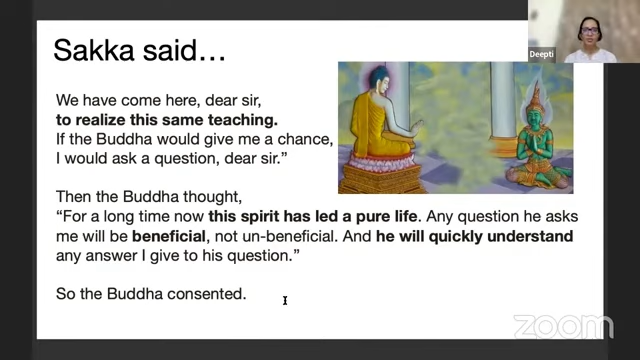 Sakka said…
Deepti
We have come here, dear sir,
to realize this same teaching.
If the Buddha would give me a chance,
I would ask a question, dear sir.”
Then the Buddha thought,
“For a long time now this spirit has led a pure life. Any question he asks
me will be beneficial, not un-beneficial. And he will quickly understand
any answer I give to his question.”
So the Buddha consented.
zoom